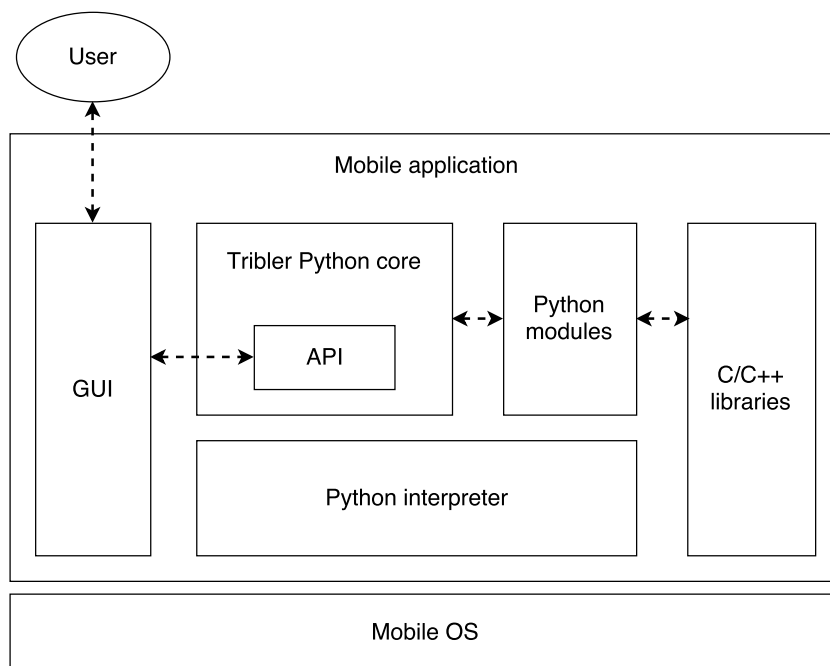 User
Mobile application
Tribler Python core
API
GUI
Python
modules
C/C++
libraries
Python interpreter
Mobile OS